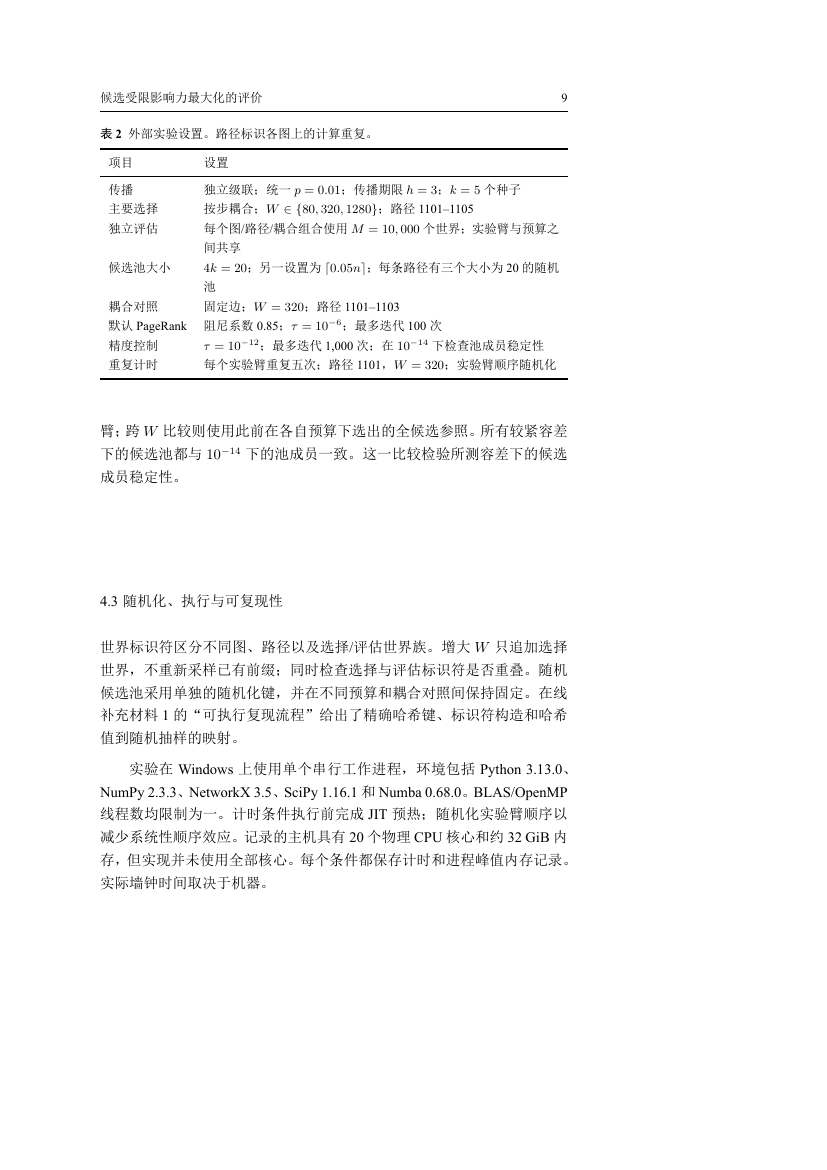 候选受限影响力最大化的评价 9
表 2 外部实验设置。路径标识各图上的计算重复。
项目 设置
传播 独立级联；统一 p = 0.01；传播期限 h = 3；k = 5 个种子
主要选择 按步耦合；W ∈ {80, 320, 1280}；路径 1101–1105
独立评估 每个图/路径/耦合组合使用 M = 10, 000 个世界；实验臂与预算之
间共享
候选池大小 4k = 20；另一设置为 ⌈0.05n⌉；每条路径有三个大小为 20 的随机
池
耦合对照 固定边；W = 320；路径 1101–1103
默认 PageRank 阻尼系数 0.85；τ = 10⁻⁶；最多迭代 100 次
精度控制 τ = 10⁻¹²；最多迭代 1,000 次；在 10⁻¹⁴ 下检查池成员稳定性
重复计时 每个实验臂重复五次；路径 1101，W = 320；实验臂顺序随机化
臂；跨 W 比较则使用此前在各自预算下选出的全候选参照。所有较紧容差
下的候选池都与 10⁻¹⁴ 下的池成员一致。这一比较检验所测容差下的候选
成员稳定性。
4.3 随机化、执行与可复现性
世界标识符区分不同图、路径以及选择/评估世界族。增大 W 只追加选择
世界，不重新采样已有前缀；同时检查选择与评估标识符是否重叠。随机
候选池采用单独的随机化键，并在不同预算和耦合对照间保持固定。在线
补充材料 1 的“可执行复现流程”给出了精确哈希键、标识符构造和哈希
值到随机抽样的映射。
实验在 Windows 上使用单个串行工作进程，环境包括 Python 3.13.0、
NumPy 2.3.3、NetworkX 3.5、SciPy 1.16.1 和 Numba 0.68.0。BLAS/OpenMP
线程数均限制为一。计时条件执行前完成 JIT 预热；随机化实验臂顺序以
减少系统性顺序效应。记录的主机具有 20 个物理 CPU 核心和约 32 GiB 内
存，但实现并未使用全部核心。每个条件都保存计时和进程峰值内存记录。
实际墙钟时间取决于机器。